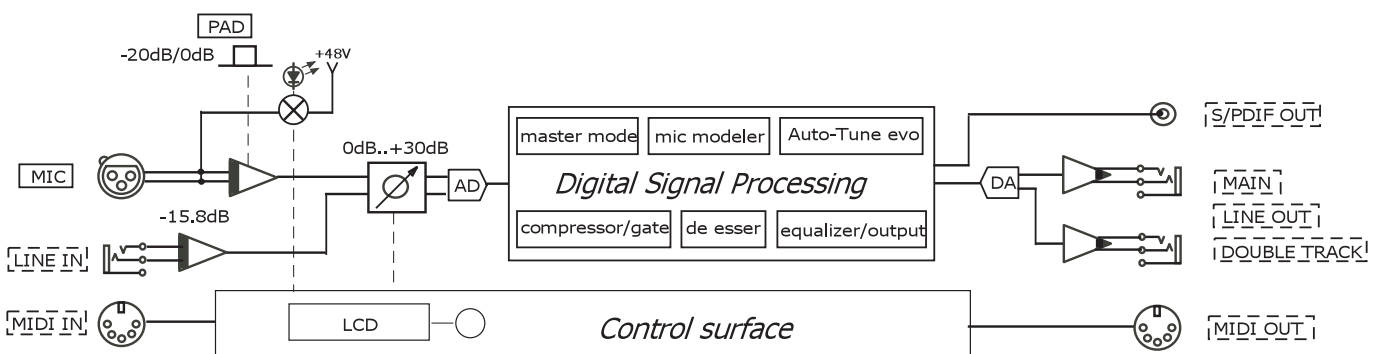 PAD
-20dB/0dB
+48V
MIC
0dB..+30dB
AD
-15.8dB
LINE IN
master mode
mic modeler
Auto-Tune evo
Digital Signal Processing
compressor/gate
de esser
equalizer/output
DA
S/PDIF OUT
MAIN
LINE OUT
DOUBLE TRACK
MIDI IN
LCD
Control surface
MIDI OUT